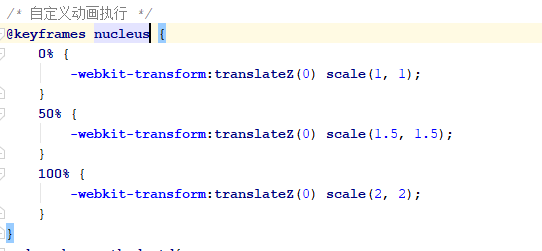 /* 自定义动画执行 */
@keyframes nucleus {
0% {
-webkit-transform:translateZ(0) scale(1, 1);
}
50% {
-webkit-transform:translateZ(0) scale(1.5, 1.5);
}
100% {
-webkit-transform:translateZ(0) scale(2, 2);
}
}